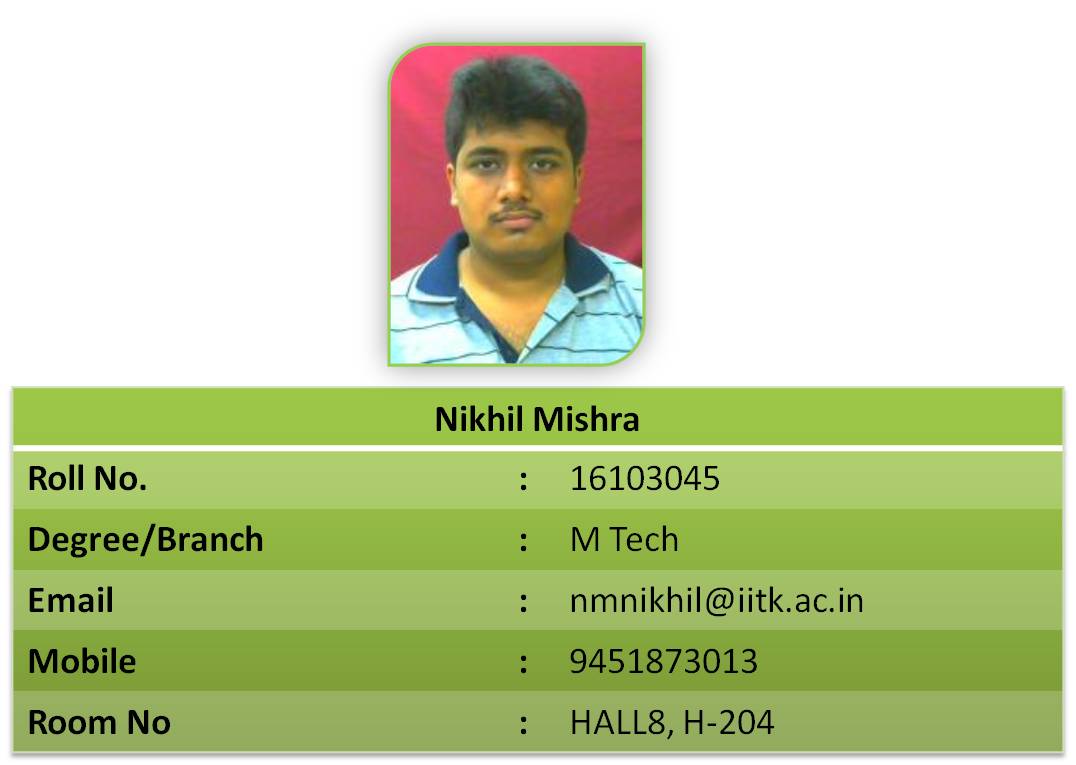 Nikhil Mishra
Roll No. : 16103045
Degree/Branch : M Tech
Email : nmnikhil@iitk.ac.in
Mobile : 9451873013
Room No : HALL8, H-204